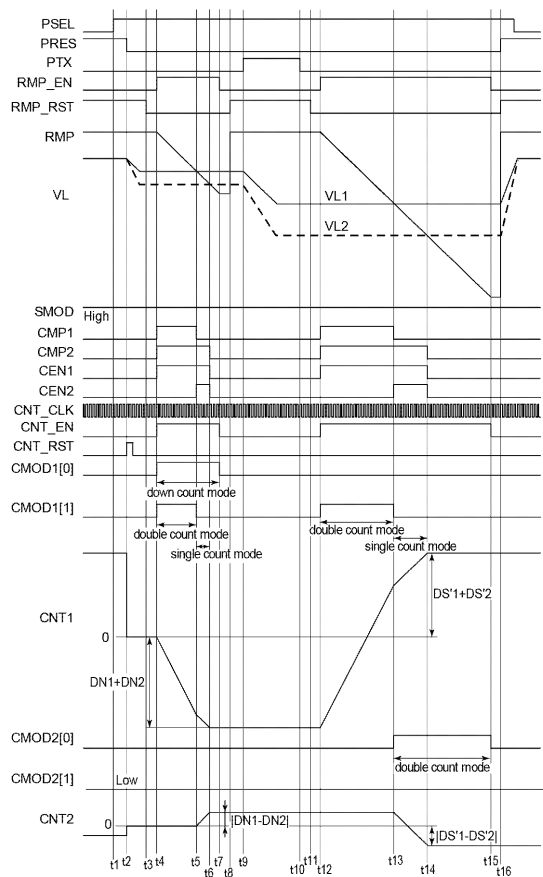 PSEL
PRES
PTX
RMP_EN
RMP_RST
RMP
VL
VL1
VL2
SMOD
High
CMP1
CMP2
CEN1
CEN2
CNT_CLK
CNT_EN
CNT_RST
CMOD1[0]
down count mode
CMOD1[1]
double count mode
double count mode
single count mode
single count mode
DS'1+DS'2
CNT1
0
DN1+DN2
CMOD2[0]
double count mode
CMOD2[1]
Low
CNT2
0
|DN1-DN2|
|DS'1-DS'2|
t1 t2 t3 t4 t5 t6 t7 t8 t9 t10 t11 t12 t13 t14 t15 t16